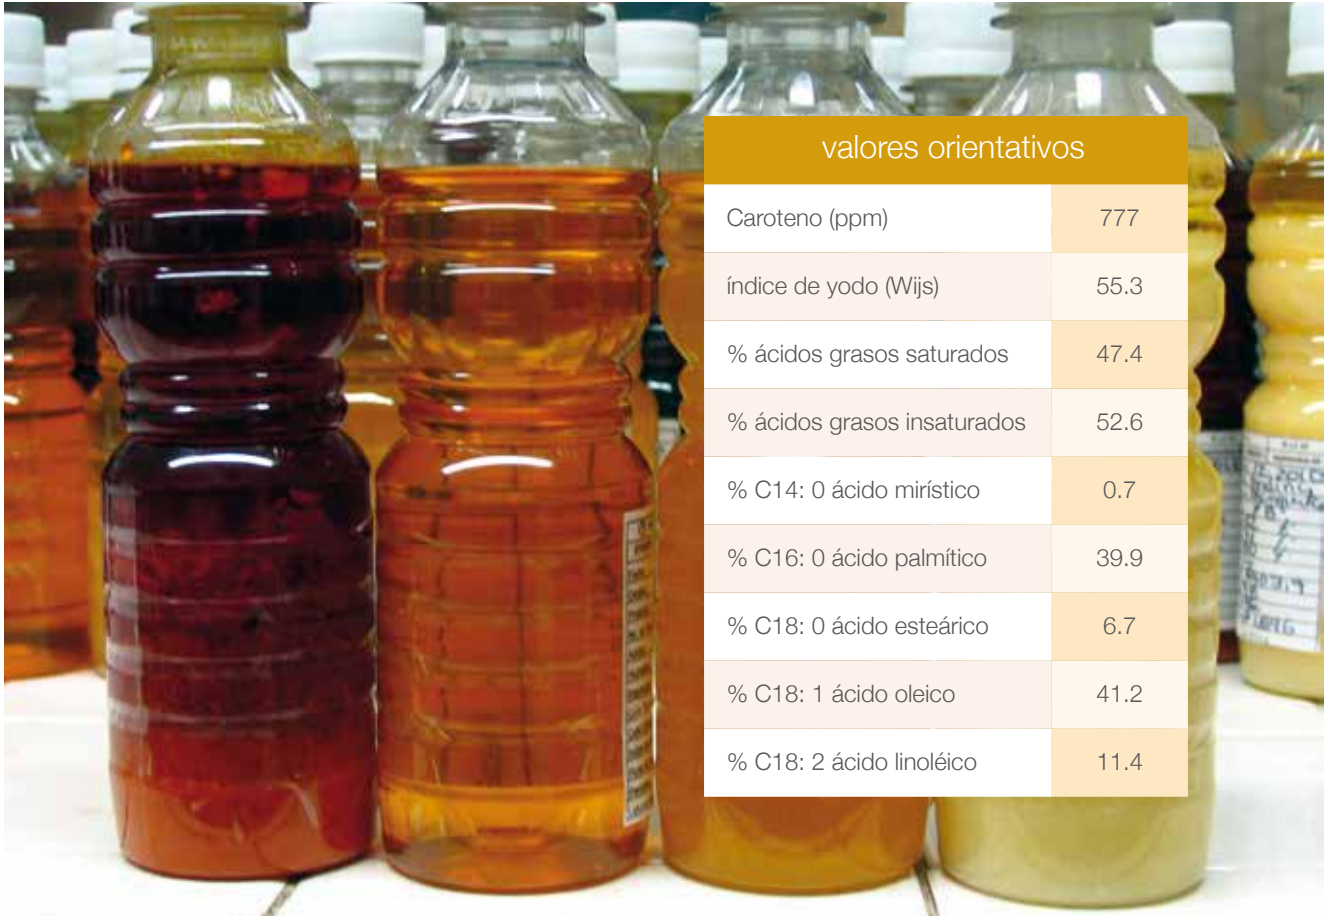 valores orientativos
Caroteno (ppm) 777
índice de yodo (Wijs) 55.3
% ácidos grasos saturados 47.4
% ácidos grasos insaturados 52.6
% C14: 0 ácido mirístico 0.7
% C16: 0 ácido palmítico 39.9
% C18: 0 ácido esteárico 6.7
% C18: 1 ácido oleico 41.2
% C18: 2 ácido linoléico 11.4